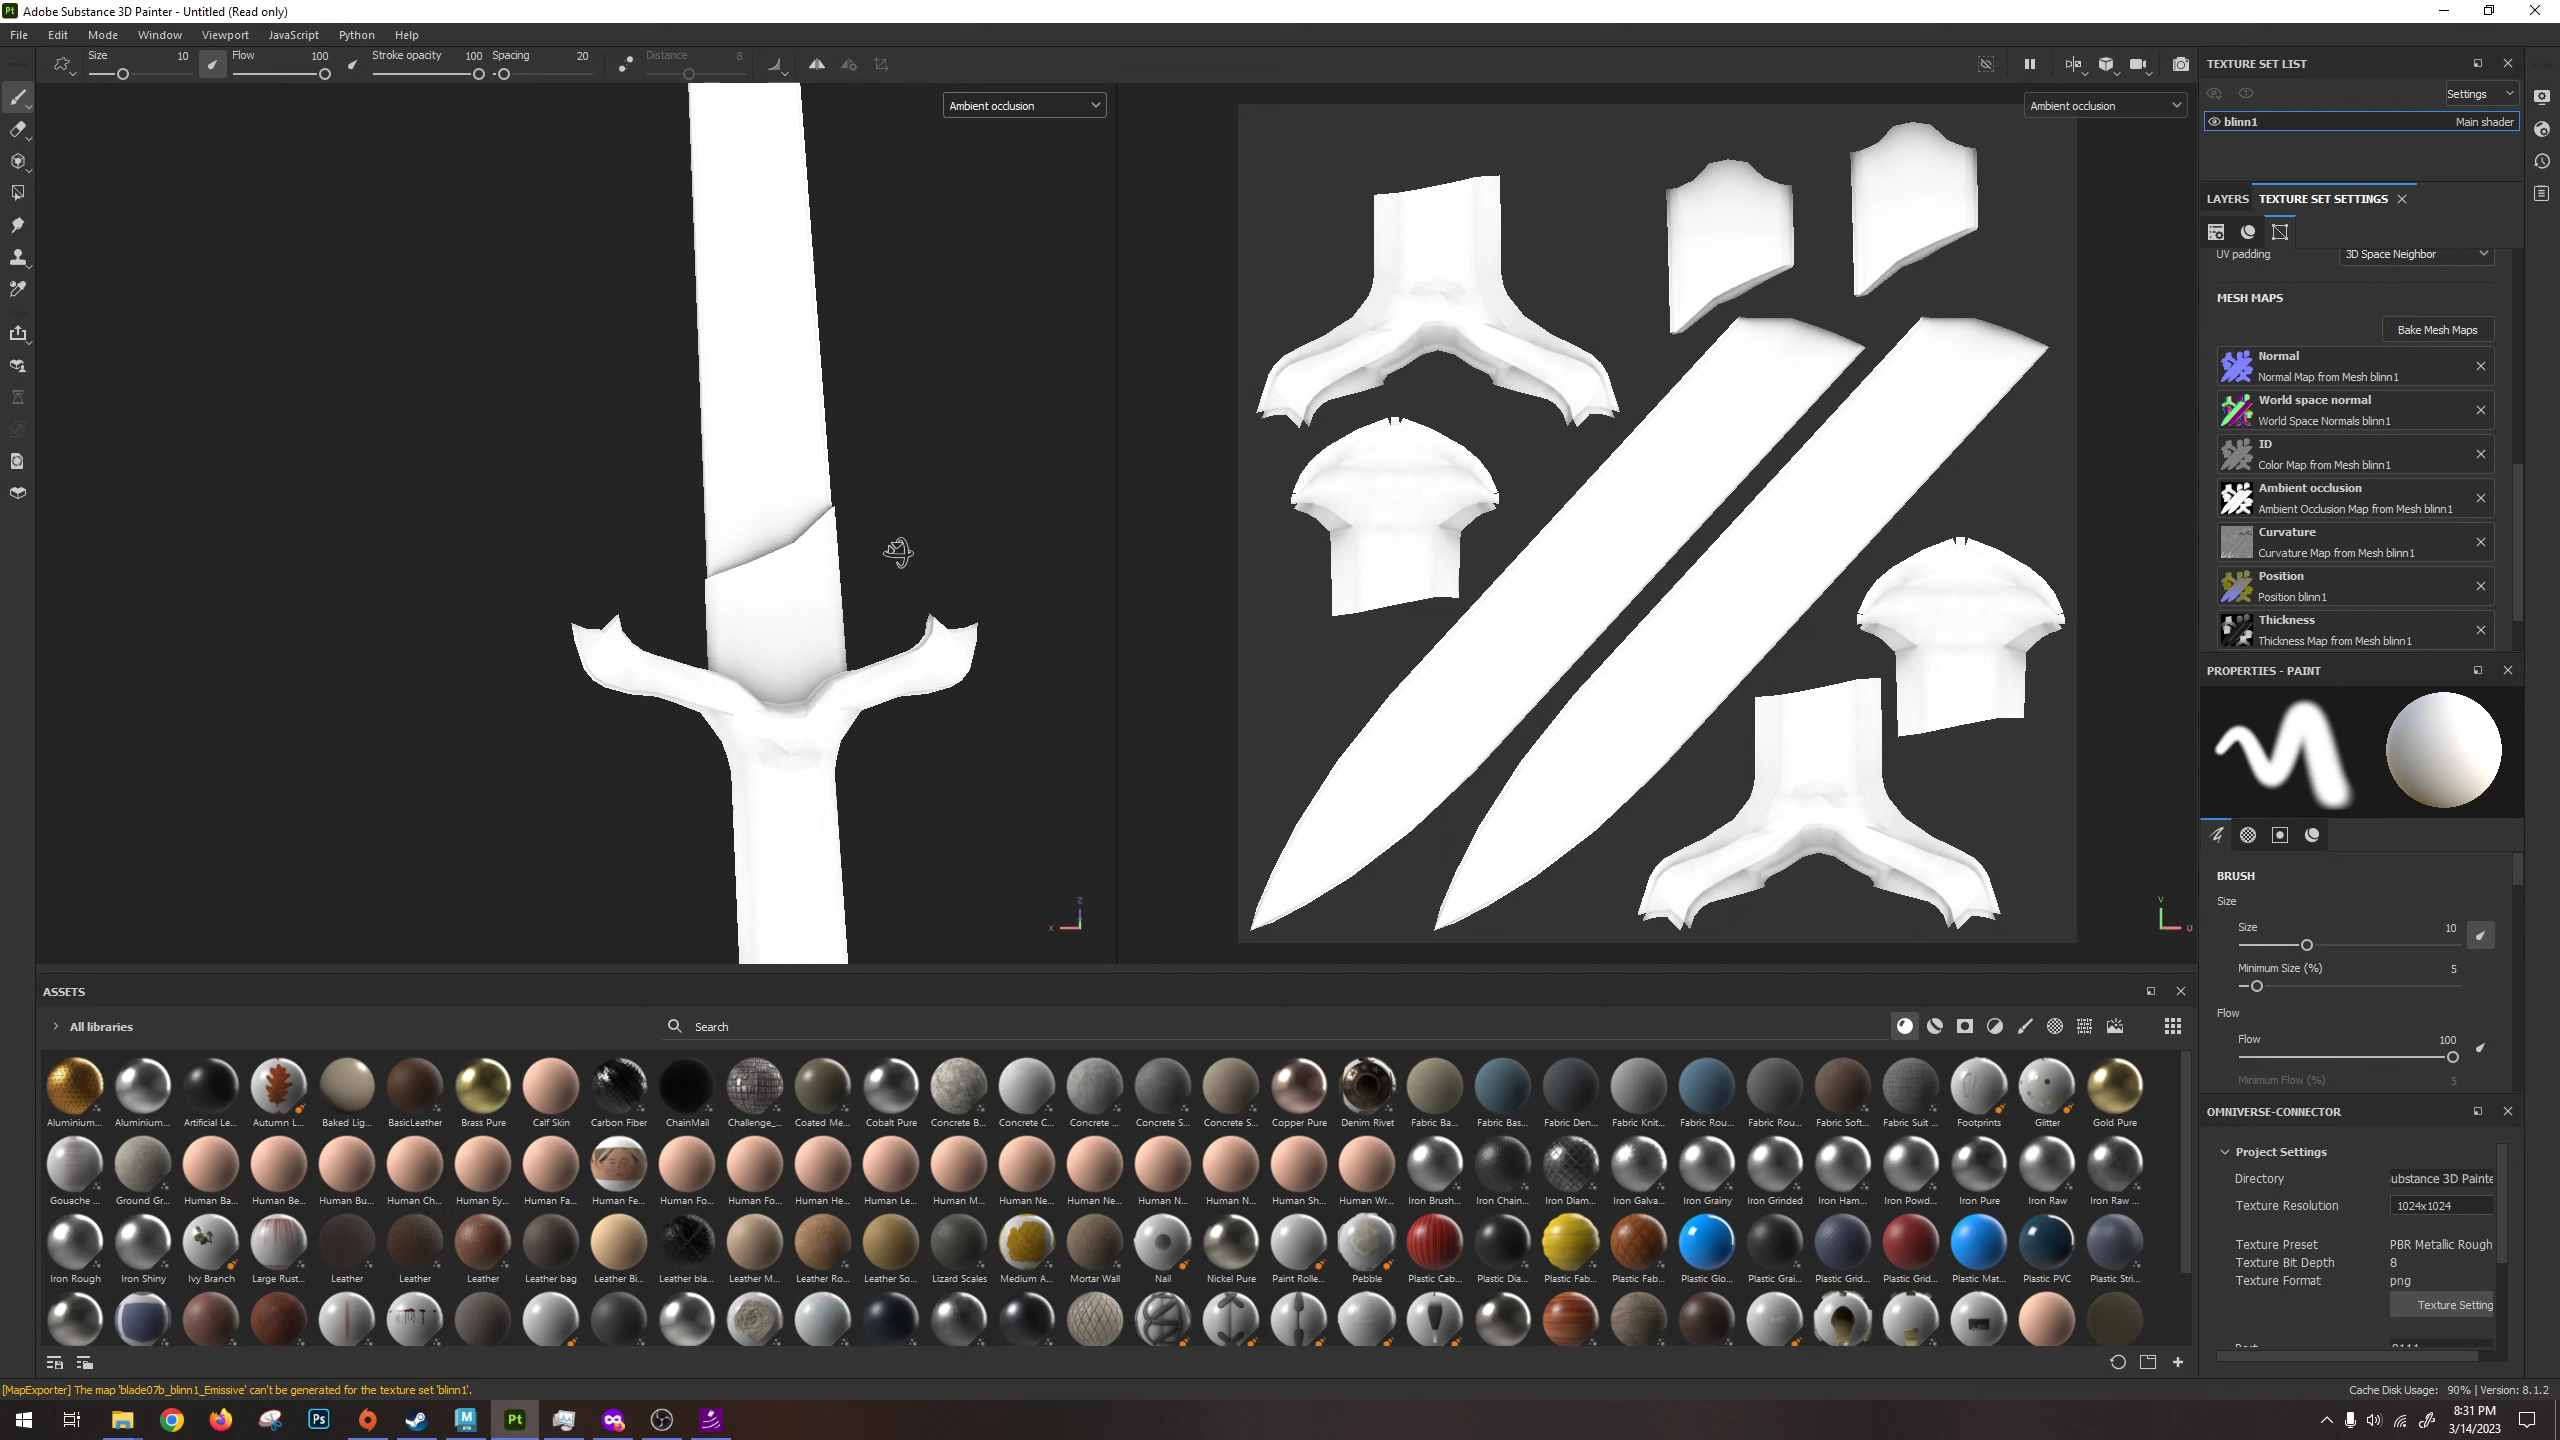 Pt Adobe Substance 3D Painter - Untitled (Read only)
File Edit Mode Window Viewport JavaScript Python Help
Size 10 Flow 100 Stroke opacity 100 Spacing 20 Distance 8
Ambient occlusion
Ambient occlusion
TEXTURE SET LIST
Settings
blinn1 Main shader
LAYERS TEXTURE SET SETTINGS
UV padding 3D Space Neighbor
MESH MAPS
Bake Mesh Maps
Normal
Normal Map from Mesh blinn1
World space normal
World Space Normals blinn1
ID
Color Map from Mesh blinn1
Ambient occlusion
Ambient Occlusion Map from Mesh blinn1
Curvature
Curvature Map from Mesh blinn1
Position
Position blinn1
Thickness
Thickness Map from Mesh blinn1
PROPERTIES - PAINT
BRUSH
Size
Size 10
Minimum Size (%) 5
Flow
Flow 100
Minimum Flow (%) 5
Z
X
V
U
ASSETS
All libraries
Search
Aluminium... Aluminium... Artificial Le... Autumn L... Baked Lig... BasicLeather Brass Pure Calf Skin Carbon Fiber ChainMail Challenge_... Coated Me... Cobalt Pure Concrete B... Concrete C... Concrete ... Concrete S... Concrete S... Copper Pure Denim Rivet Fabric Ba... Fabric Bas... Fabric Den... Fabric Knit... Fabric Rou... Fabric Rou... Fabric Soft... Fabric Suit ... Footprints Glitter Gold Pure
Gouache ... Ground Gr... Human Ba... Human Be... Human Bu... Human Ch... Human Ey... Human Fa... Human Fe... Human Fo... Human Fo... Human He... Human Le... Human M... Human Ne... Human Ne... Human N... Human N... Human Sh... Human Wr... Iron Brush... Iron Chain... Iron Diam... Iron Galva... Iron Grainy Iron Grinded Iron Ham... Iron Powd... Iron Pure Iron Raw Iron Raw ...
Iron Rough Iron Shiny Ivy Branch Large Rust... Leather Leather Leather Leather bag Leather Bi... Leather bla... Leather M... Leather Ro... Leather So... Lizard Scales Medium A... Mortar Wall Nail Nickel Pure Paint Rolle... Pebble Plastic Cab... Plastic Dia... Plastic Fab... Plastic Fab... Plastic Glo... Plastic Grai... Plastic Grid... Plastic Grid... Plastic Mat... Plastic PVC Plastic Stri...
OMNIVERSE-CONNECTOR
Project Settings
Directory ubstance 3D Painte
Texture Resolution 1024x1024
Texture Preset PBR Metallic Rough
Texture Bit Depth 8
Texture Format png
Texture Setting
[MapExporter] The map 'blade07b_blinn1_Emissive' can't be generated for the texture set 'blinn1'.
Cache Disk Usage: 90% | Version: 8.1.2
Ps
M
Pt
8:31 PM
3/14/2023